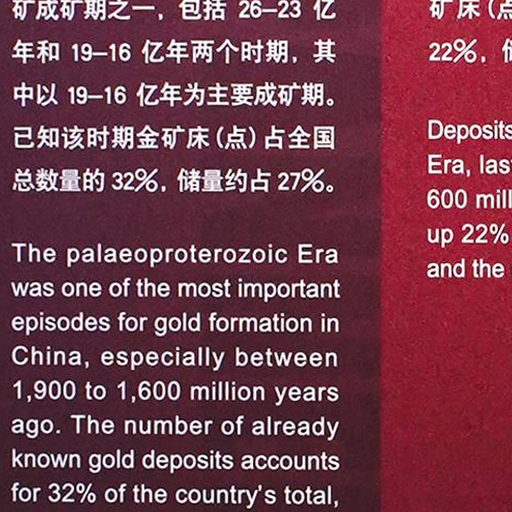 矿成矿期之一，包括 26–23 亿
年和 19–16 亿年两个时期，其
中以 19–16 亿年为主要成矿期。
已知该时期金矿床（点）占全国
总数量的 32%，储量约占 27%。
The palaeoproterozoic Era
was one of the most important
episodes for gold formation in
China, especially between
1,900 to 1,600 million years
ago. The number of already
known gold deposits accounts
for 32% of the country's total,
矿床（点
22%，储
Deposits
Era, las
600 mill
up 22%
and the